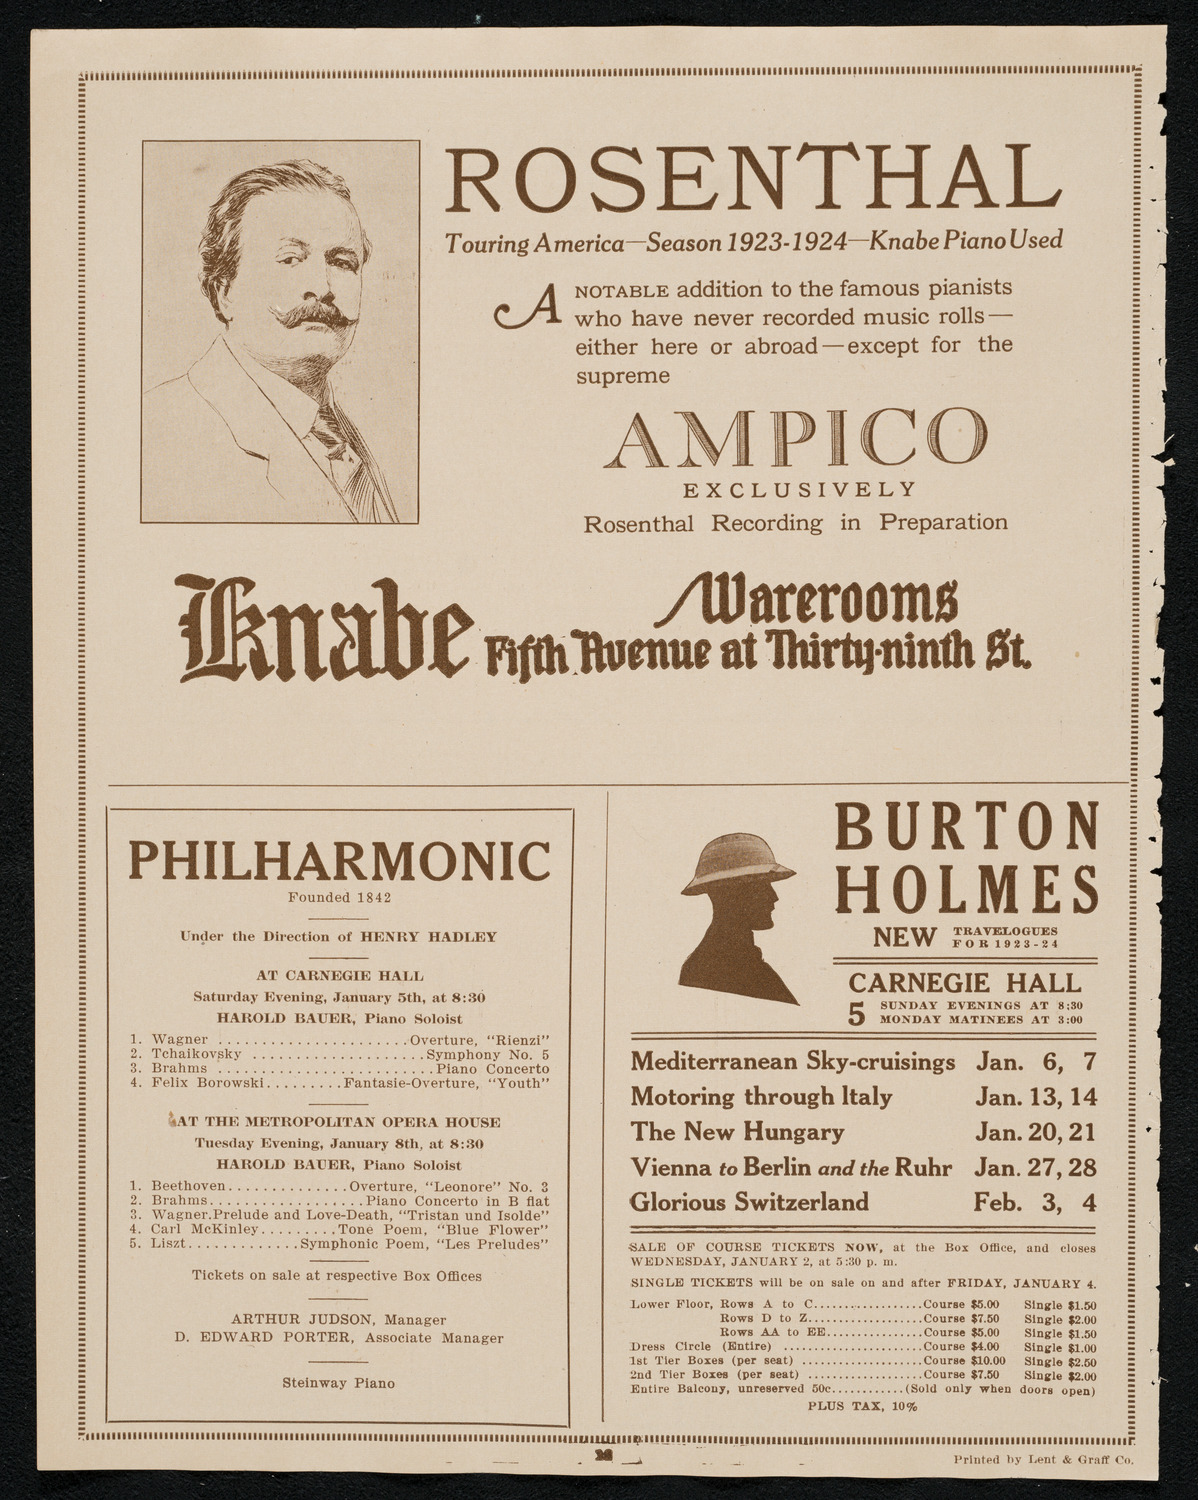 ROSENTHAL
Touring America—Season 1923-1924—Knabe Piano Used
A NOTABLE addition to the famous pianists
who have never recorded music rolls—
either here or abroad—except for the
supreme
AMPICO
EXCLUSIVELY
Rosenthal Recording in Preparation
Knabe
Warerooms
Fifth Avenue at Thirty-ninth St.
PHILHARMONIC
Founded 1842
Under the Direction of HENRY HADLEY
AT CARNEGIE HALL
Saturday Evening, January 5th, at 8:30
HAROLD BAUER, Piano Soloist
1. Wagner ......................Overture, "Rienzi"
2. Tchaikovsky ....................Symphony No. 5
3. Brahms .........................Piano Concerto
4. Felix Borowski.........Fantasie-Overture, "Youth"
AT THE METROPOLITAN OPERA HOUSE
Tuesday Evening, January 8th, at 8:30
HAROLD BAUER, Piano Soloist
1. Beethoven..............Overture, "Leonore" No. 3
2. Brahms..................Piano Concerto in B flat
3. Wagner.Prelude and Love-Death, "Tristan und Isolde"
4. Carl McKinley.........Tone Poem, "Blue Flower"
5. Liszt.............Symphonic Poem, "Les Preludes"
Tickets on sale at respective Box Offices
ARTHUR JUDSON, Manager
D. EDWARD PORTER, Associate Manager
Steinway Piano
BURTON
HOLMES
NEW TRAVELOGUES
FOR 1923-24
CARNEGIE HALL
5 SUNDAY EVENINGS AT 8:30
MONDAY MATINEES AT 3:00
Mediterranean Sky-cruisings Jan. 6, 7
Motoring through Italy Jan. 13, 14
The New Hungary Jan. 20, 21
Vienna to Berlin and the Ruhr Jan. 27, 28
Glorious Switzerland Feb. 3, 4
SALE OF COURSE TICKETS NOW, at the Box Office, and closes
WEDNESDAY, JANUARY 2, at 5:30 p. m.
SINGLE TICKETS will be on sale on and after FRIDAY, JANUARY 4.
Lower Floor, Rows A to C..................Course $5.00 Single $1.50
Rows D to Z...................Course $7.50 Single $2.00
Rows AA to EE................Course $5.00 Single $1.50
Dress Circle (Entire) .......................Course $4.00 Single $1.00
1st Tier Boxes (per seat) ....................Course $10.00 Single $2.50
2nd Tier Boxes (per seat) ....................Course $7.50 Single $2.00
Entire Balcony, unreserved 50c............(Sold only when doors open)
PLUS TAX, 10%
Printed by Lent & Graff Co.